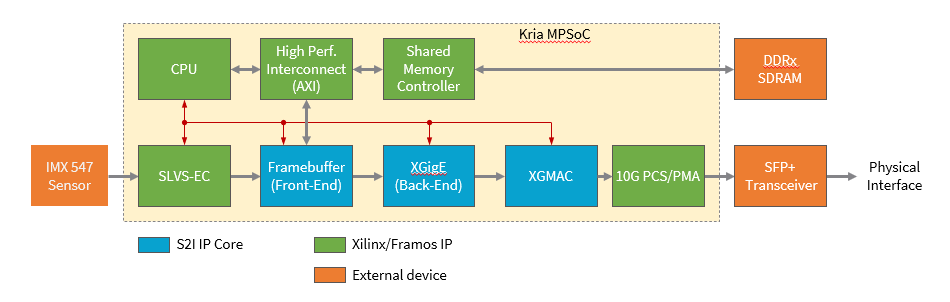 Kria MPSoC
CPU
High Perf.
Interconnect
(AXI)
Shared
Memory
Controller
DDRx
SDRAM
IMX 547
Sensor
SLVS-EC
Framebuffer
(Front-End)
XGigE
(Back-End)
XGMAC
10G PCS/PMA
SFP+
Transceiver
Physical
Interface
S2I IP Core
Xilinx/Framos IP
External device